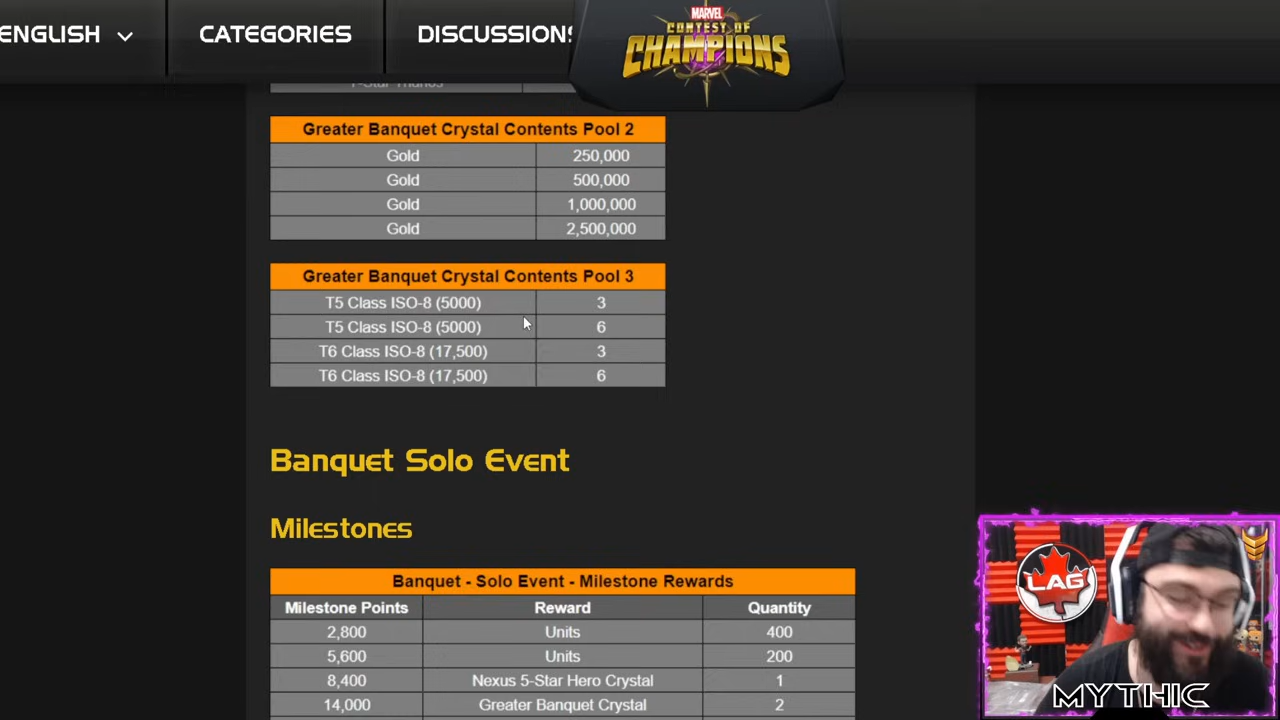 ENGLISH CATEGORIES DISCUSSIONS
MARVEL
CONTEST OF
CHAMPIONS
Greater Banquet Crystal Contents Pool 2
Gold 250,000
Gold 500,000
Gold 1,000,000
Gold 2,500,000
Greater Banquet Crystal Contents Pool 3
T5 Class ISO-8 (5000) 3
T5 Class ISO-8 (5000) 6
T6 Class ISO-8 (17,500) 3
T6 Class ISO-8 (17,500) 6
Banquet Solo Event
Milestones
Banquet - Solo Event - Milestone Rewards
Milestone Points Reward Quantity
2,800 Units 400
5,600 Units 200
8,400 Nexus 5-Star Hero Crystal 1
14,000 Greater Banquet Crystal 2
LAG
MYTHIC